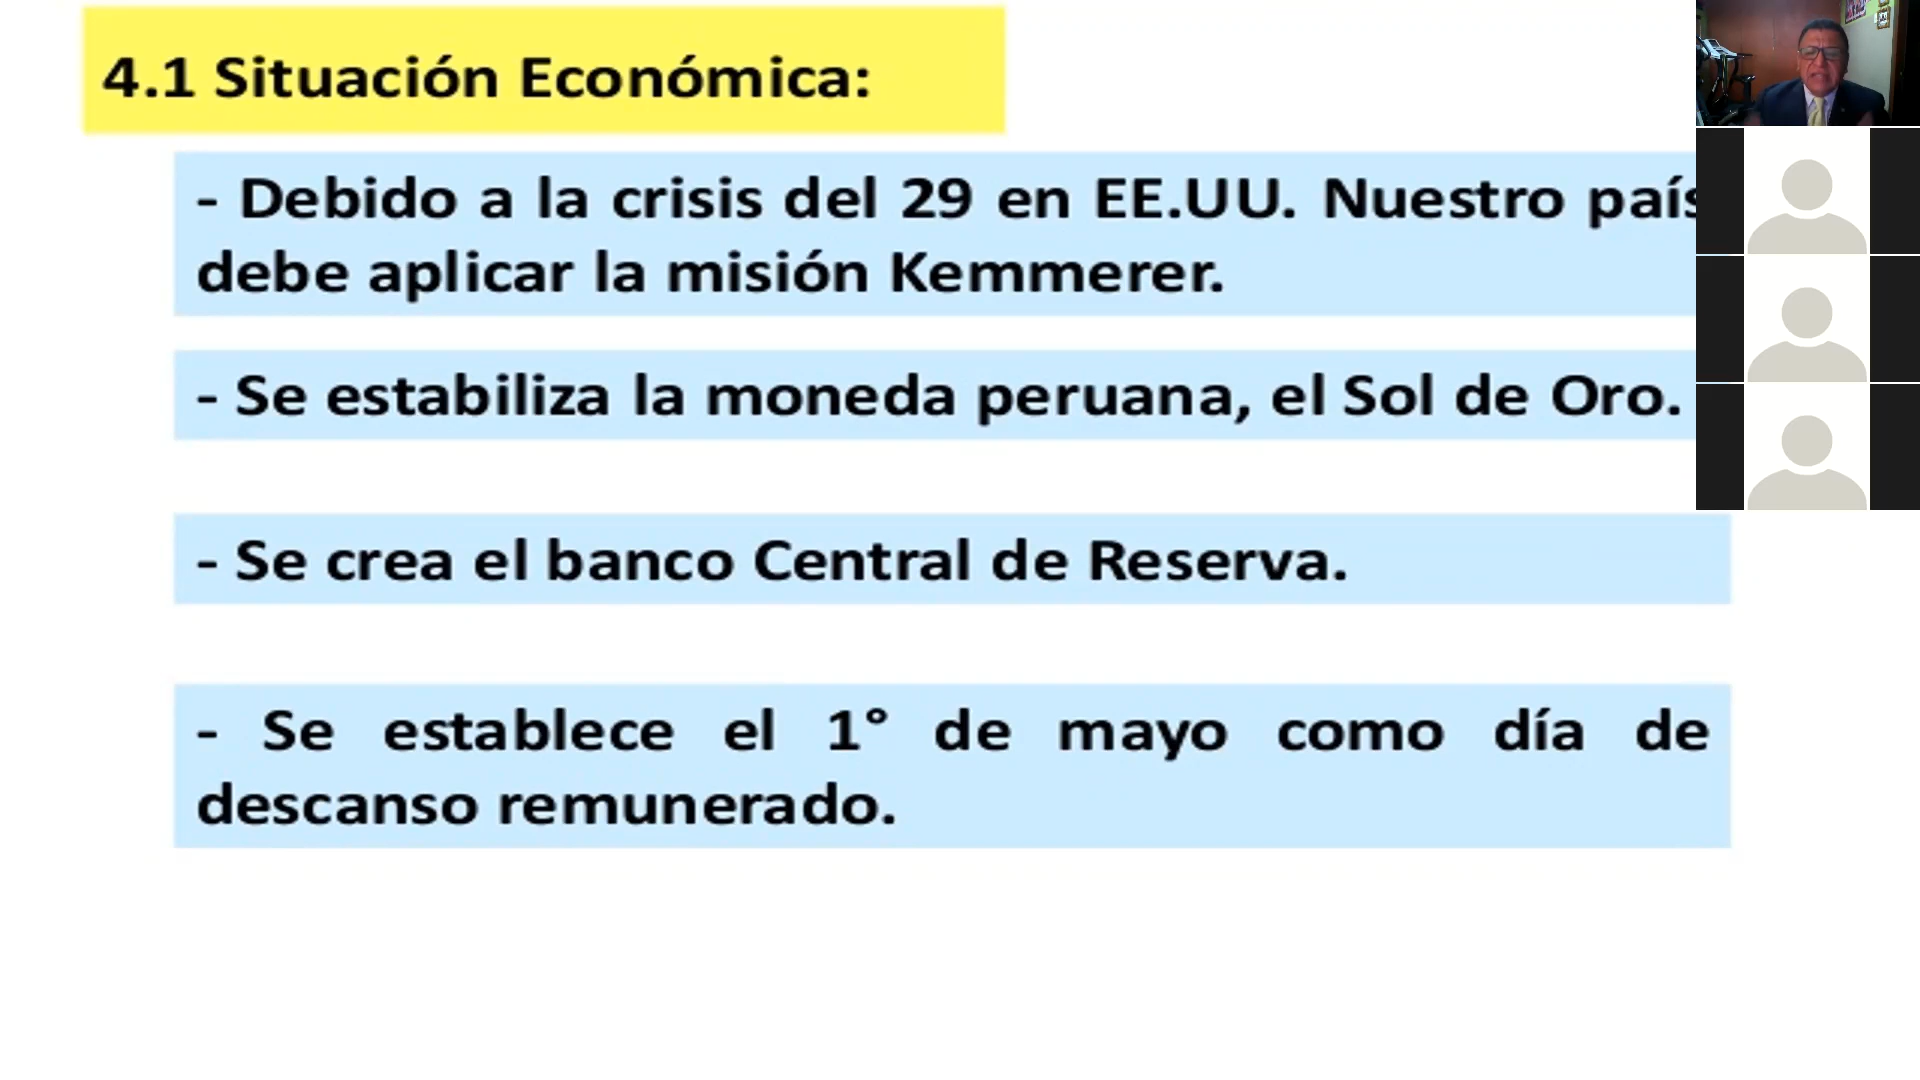 4.1 Situación Económica:
- Debido a la crisis del 29 en EE.UU. Nuestro país
debe aplicar la misión Kemmerer.
- Se estabiliza la moneda peruana, el Sol de Oro.
- Se crea el banco Central de Reserva.
- Se establece el 1° de mayo como día de
descanso remunerado.